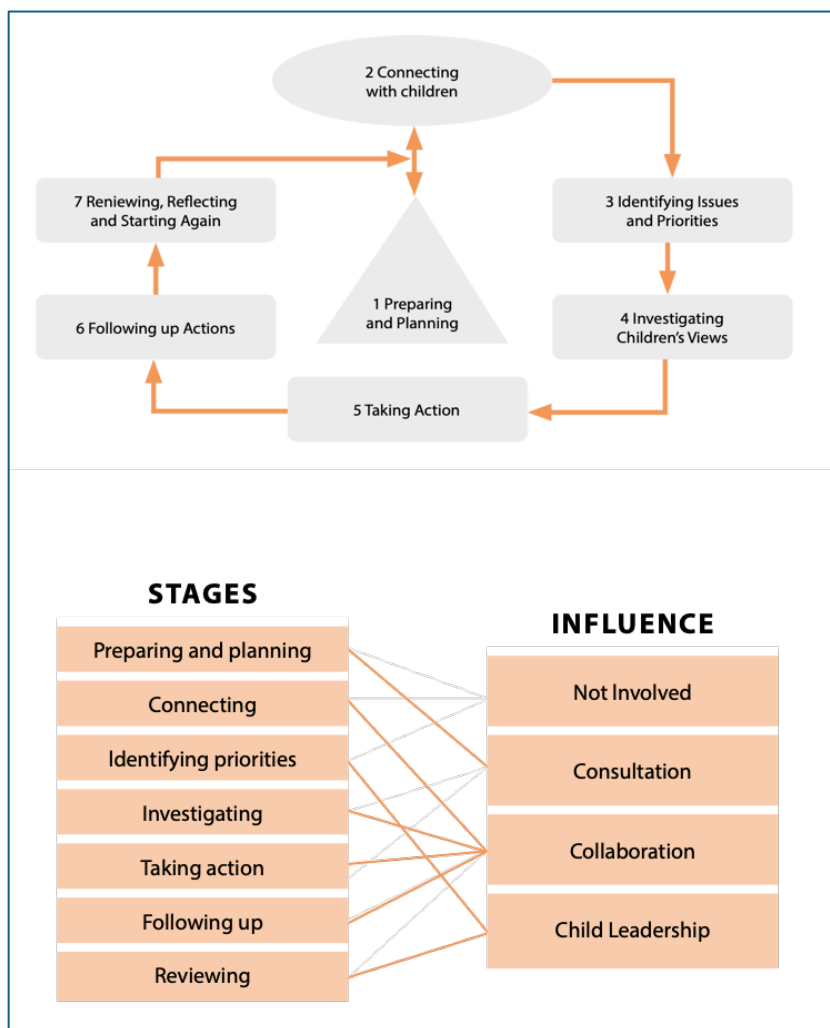 2 Connecting
with children
7 Reniewing, Reflecting
and Starting Again
3 Identifying Issues
and Priorities
1 Preparing
and Planning
6 Following up Actions
4 Investigating
Children's Views
5 Taking Action
STAGES
Preparing and planning
Connecting
Identifying priorities
Investigating
Taking action
Following up
Reviewing
INFLUENCE
Not Involved
Consultation
Collaboration
Child Leadership